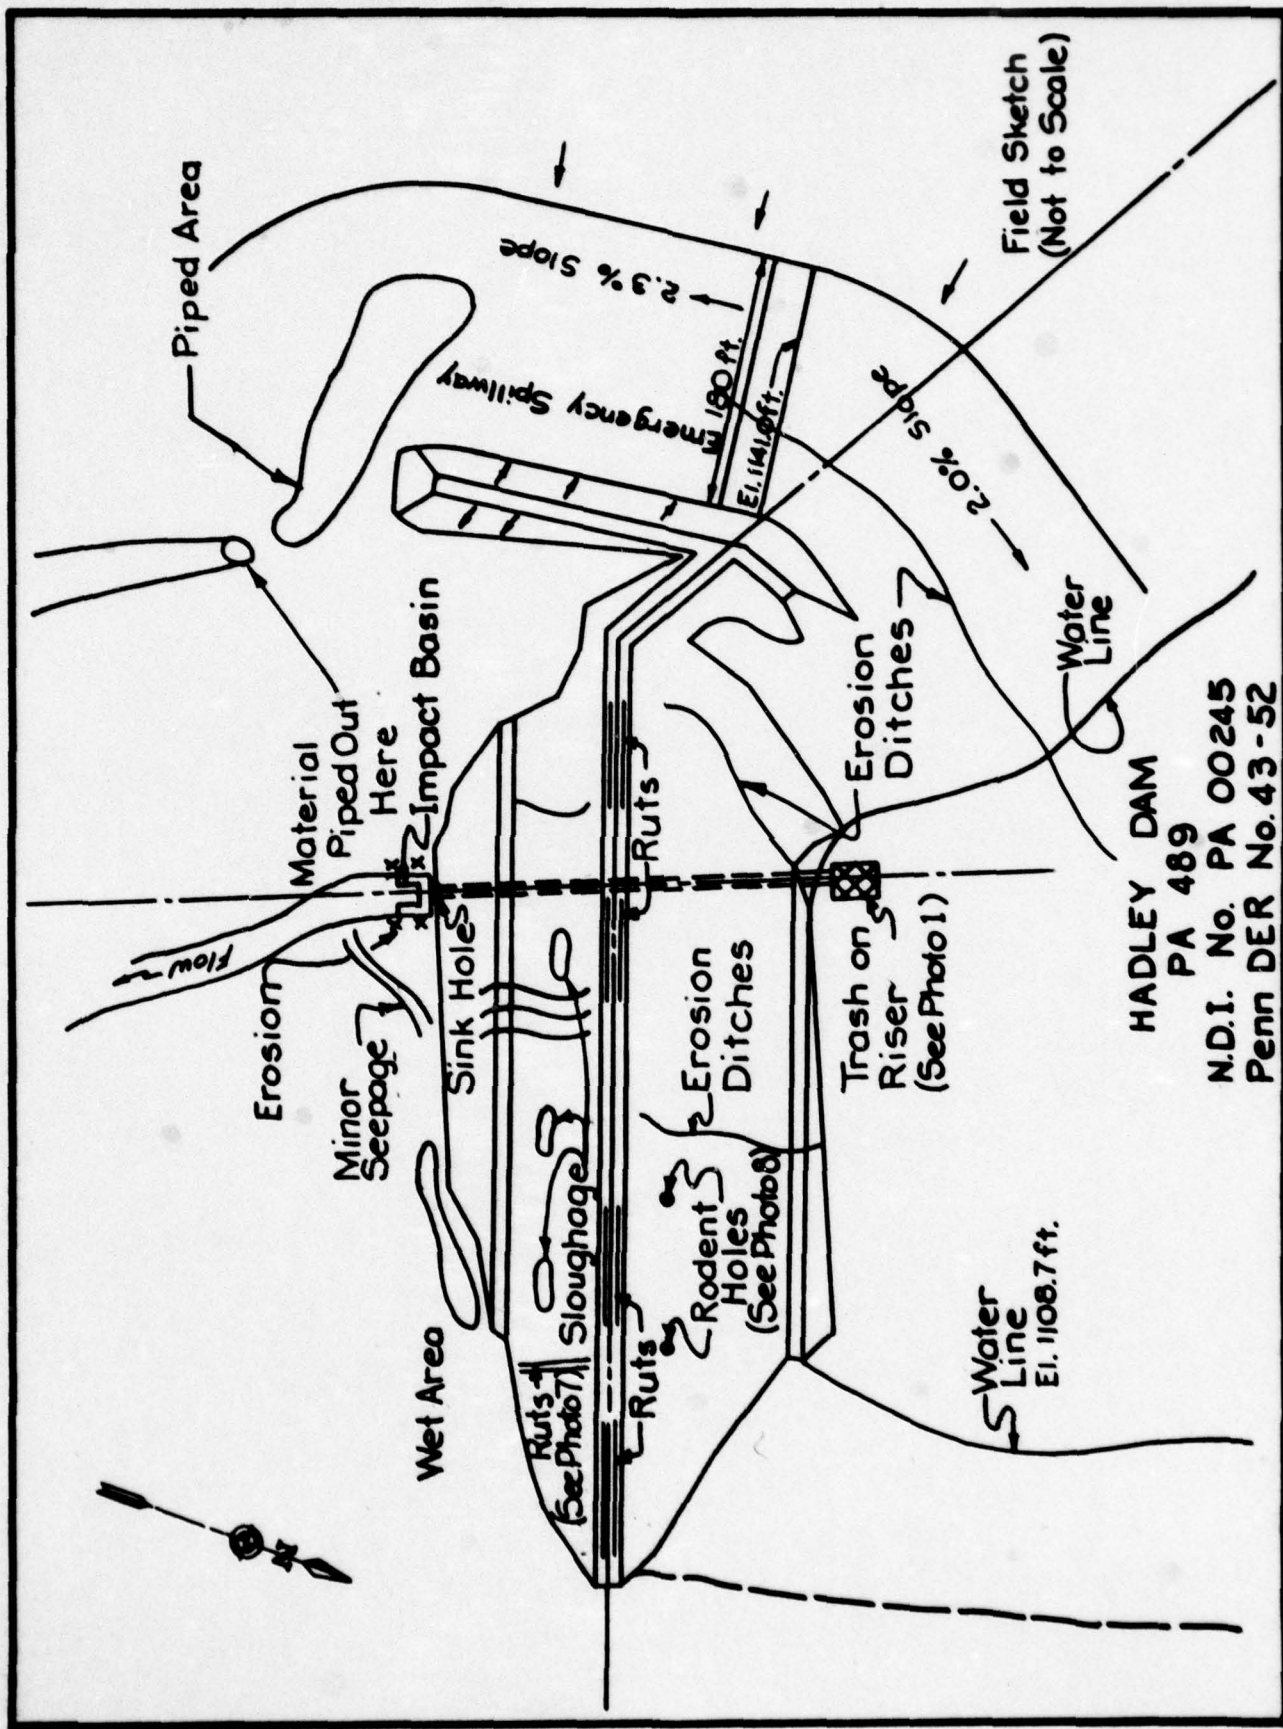 Piped Area
Material
Piped Out
Here
Impact Basin
Flow
Erosion
Minor
Seepage
Sink Hole
Wet Area
Ruts
(See Photo 7)
Sloughage
Ruts
Ruts
Rodent
Holes
(See Photo 8)
Erosion
Ditches
Trash on
Riser
(See Photo 1)
Erosion
Ditches
Water
Line
El. 1108.7 ft.
Water
Line
Emergency Spillway
2.3% Slope
180 ft.
El. 1141.0 ft.
2.0% Slope
N
Field Sketch
(Not to Scale)
HADLEY DAM
PA 489
N.D.I. No. PA 00245
Penn DER No. 43-52